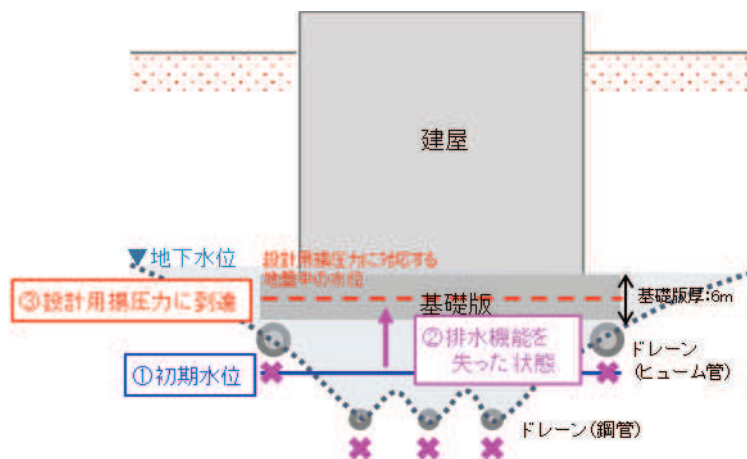 建屋
▼地下水位
設計用揚圧力に対応する
地盤中の水位
③設計用揚圧力に到達
基礎版
基礎版厚:6m
②排水機能を
失った状態
ドレーン
(ヒューム管)
①初期水位
ドレーン(鋼管)